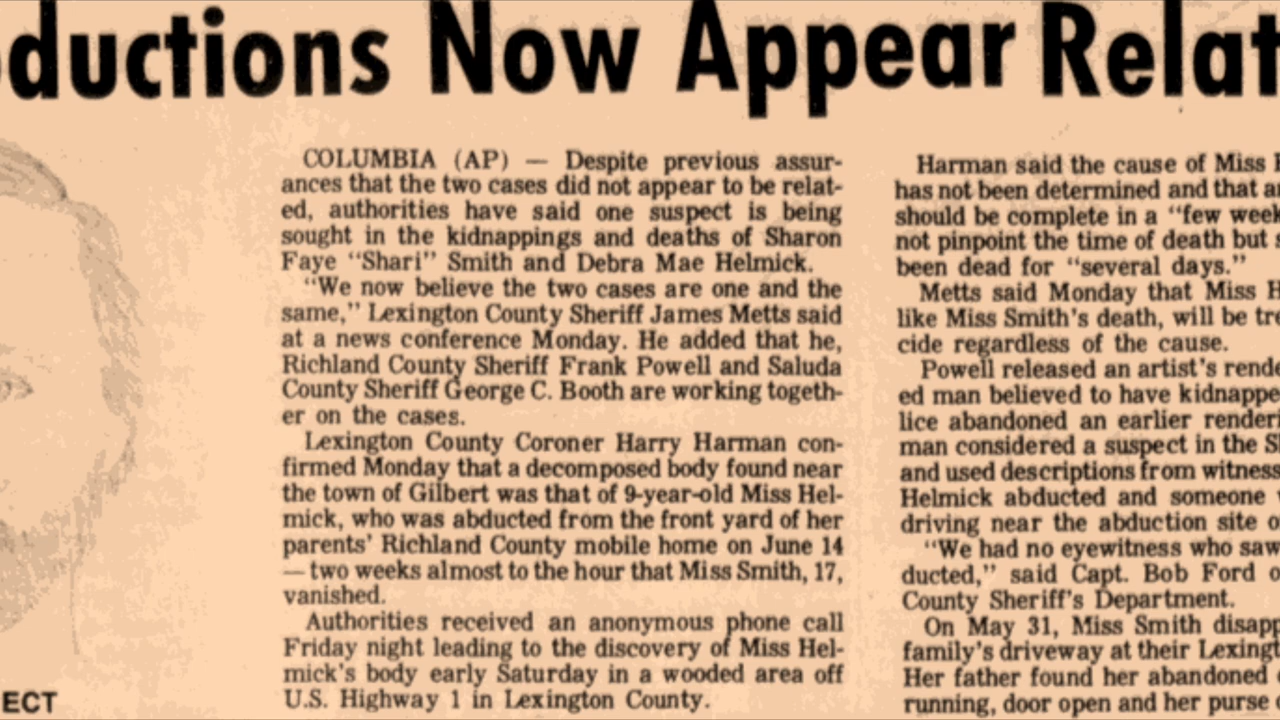 ductions Now Appear Relat
COLUMBIA (AP) — Despite previous assur-
ances that the two cases did not appear to be relat-
ed, authorities have said one suspect is being
sought in the kidnappings and deaths of Sharon
Faye "Shari" Smith and Debra Mae Helmick.
"We now believe the two cases are one and the
same," Lexington County Sheriff James Metts said
at a news conference Monday. He added that he,
Richland County Sheriff Frank Powell and Saluda
County Sheriff George C. Booth are working togeth-
er on the cases.
Lexington County Coroner Harry Harman con-
firmed Monday that a decomposed body found near
the town of Gilbert was that of 9-year-old Miss Hel-
mick, who was abducted from the front yard of her
parents' Richland County mobile home on June 14
— two weeks almost to the hour that Miss Smith, 17,
vanished.
Authorities received an anonymous phone call
Friday night leading to the discovery of Miss Hel-
mick's body early Saturday in a wooded area off
U.S. Highway 1 in Lexington County.
Harman said the cause of Miss
has not been determined and that
should be complete in a "few week
not pinpoint the time of death but
been dead for "several days."
Metts said Monday that Miss H
like Miss Smith's death, will be tre
cide regardless of the cause.
Powell released an artist's rende
ed man believed to have kidnappe
lice abandoned an earlier render
man considered a suspect in the S
and used descriptions from witness
Helmick abducted and someone
driving near the abduction site o
"We had no eyewitness who saw
ducted," said Capt. Bob Ford o
County Sheriff's Department.
On May 31, Miss Smith disapp
family's driveway at their Lexingt
Her father found her abandoned
running, door open and her purse
ECT